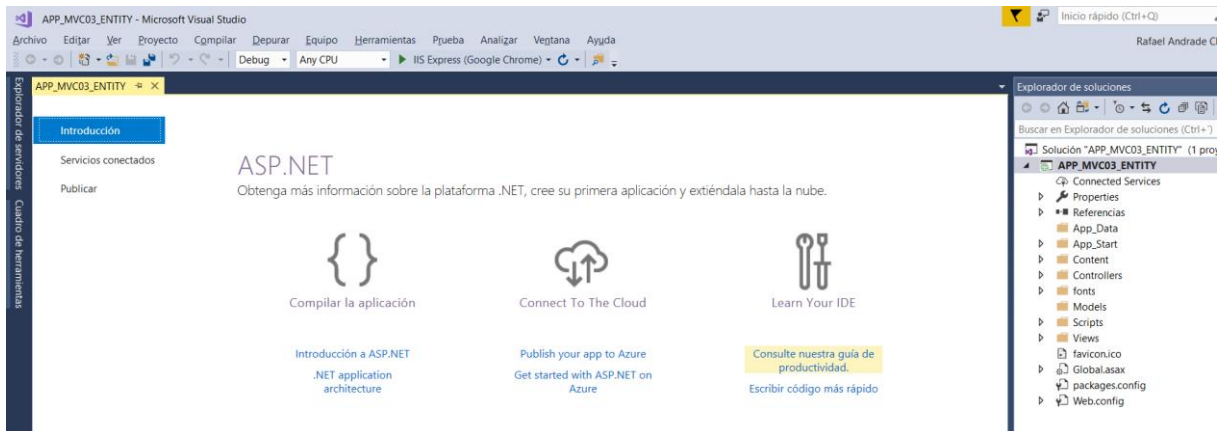 APP_MVC03_ENTITY - Microsoft Visual Studio
Inicio rápido (Ctrl+Q)
Archivo Editar Ver Proyecto Compilar Depurar Equipo Herramientas Prueba Analizar Ventana Ayuda
Rafael Andrade
Debug Any CPU IIS Express (Google Chrome)
Explorador de servidores
Cuadro de herramientas
APP_MVC03_ENTITY
Introducción
Servicios conectados
Publicar
ASP.NET
Obtenga más información sobre la plataforma .NET, cree su primera aplicación y extiéndala hasta la nube.
Compilar la aplicación
Introducción a ASP.NET
.NET application
architecture
Connect To The Cloud
Publish your app to Azure
Get started with ASP.NET on
Azure
Learn Your IDE
Consulte nuestra guía de
productividad.
Escribir código más rápido
Explorador de soluciones
Buscar en Explorador de soluciones (Ctrl+¨)
Solución "APP_MVC03_ENTITY" (1 proy
APP_MVC03_ENTITY
Connected Services
Properties
Referencias
App_Data
App_Start
Content
Controllers
fonts
Models
Scripts
Views
favicon.ico
Global.asax
packages.config
Web.config